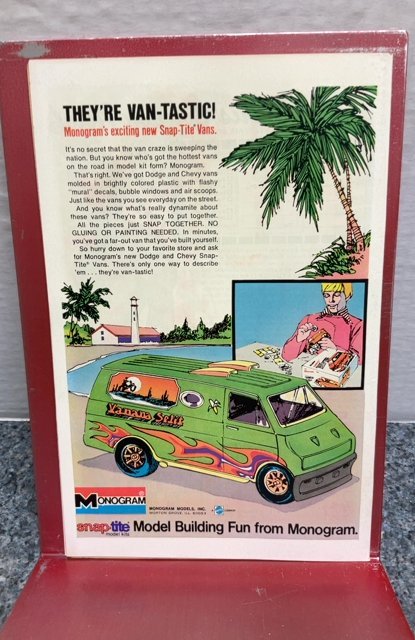 THEY'RE VAN-TASTIC!
Monogram's exciting new Snap-Tite® Vans.
It's no secret that the van craze is sweeping the
nation. But you know who's got the hottest vans
on the road in model kit form? Monogram.
That's right. We've got Dodge and Chevy vans
molded in brightly colored plastic with flashy
"mural" decals, bubble windows and air scoops.
Just like the vans you see everyday on the street.
And you know what's really dynamite about
these vans? They're so easy to put together.
All the pieces just SNAP TOGETHER. NO
GLUING OR PAINTING NEEDED. In minutes,
you've got a far-out van that you've built yourself.
So hurry down to your favorite store and ask
for Monogram's new Dodge and Chevy Snap-
Tite® Vans. There's only one way to describe
'em . . . they're van-tastic!
Vanana Split
MONOGRAM
MONOGRAM MODELS, INC.
MORTON GROVE, ILL. 60053
snap-tite®
model kits
Model Building Fun from Monogram.